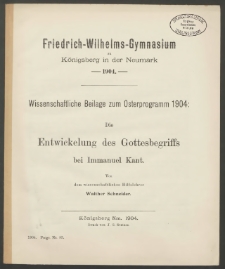 Friedrich-Wilhelms-Gymnasium
zu
Königsberg in der Neumark
— 1904. —
Wissenschaftliche Beilage zum Osterprogramm 1904:
Die
Entwickelung des Gottesbegriffs
bei Immanuel Kant.
Von
dem wissenschaftlichen Hilfslehrer
Walther Schneider.
Königsberg Nm. 1904.
1904. Progr. Nr.